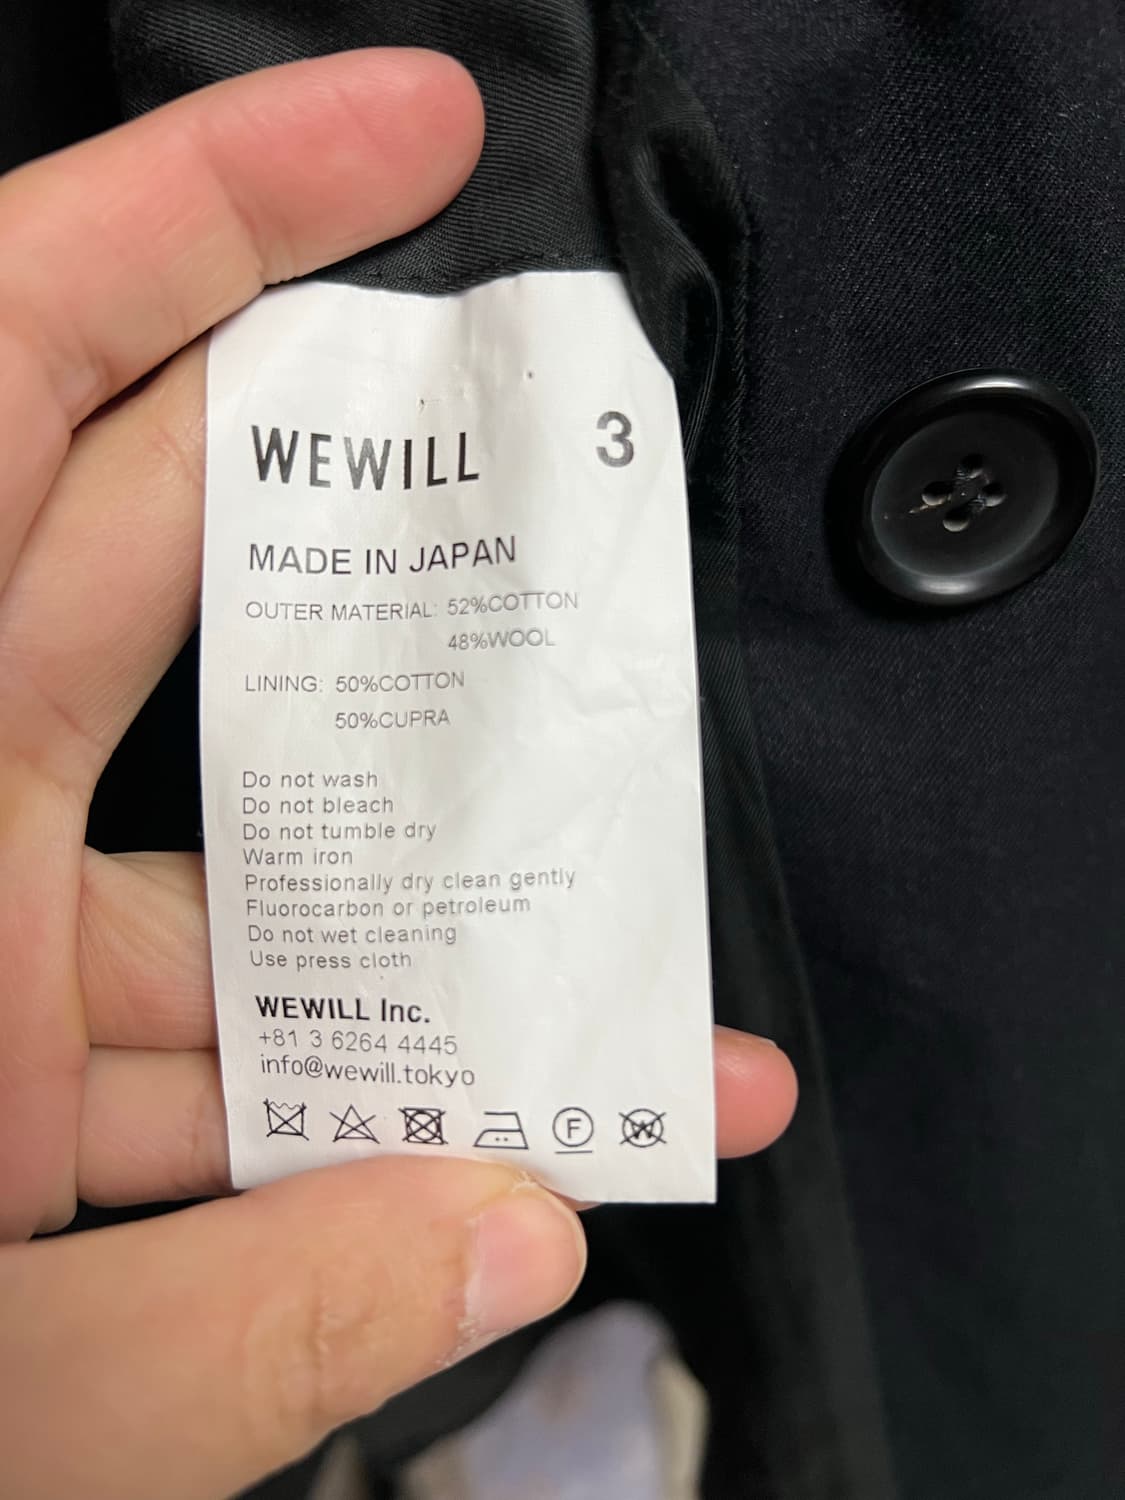 WEWILL 3
MADE IN JAPAN
OUTER MATERIAL: 52%COTTON
48%WOOL
LINING: 50%COTTON
50%CUPRA
Do not wash
Do not bleach
Do not tumble dry
Warm iron
Professionally dry clean gently
Fluorocarbon or petroleum
Do not wet cleaning
Use press cloth
WEWILL Inc.
+81 3 6264 4445
info@wewill.tokyo
F W